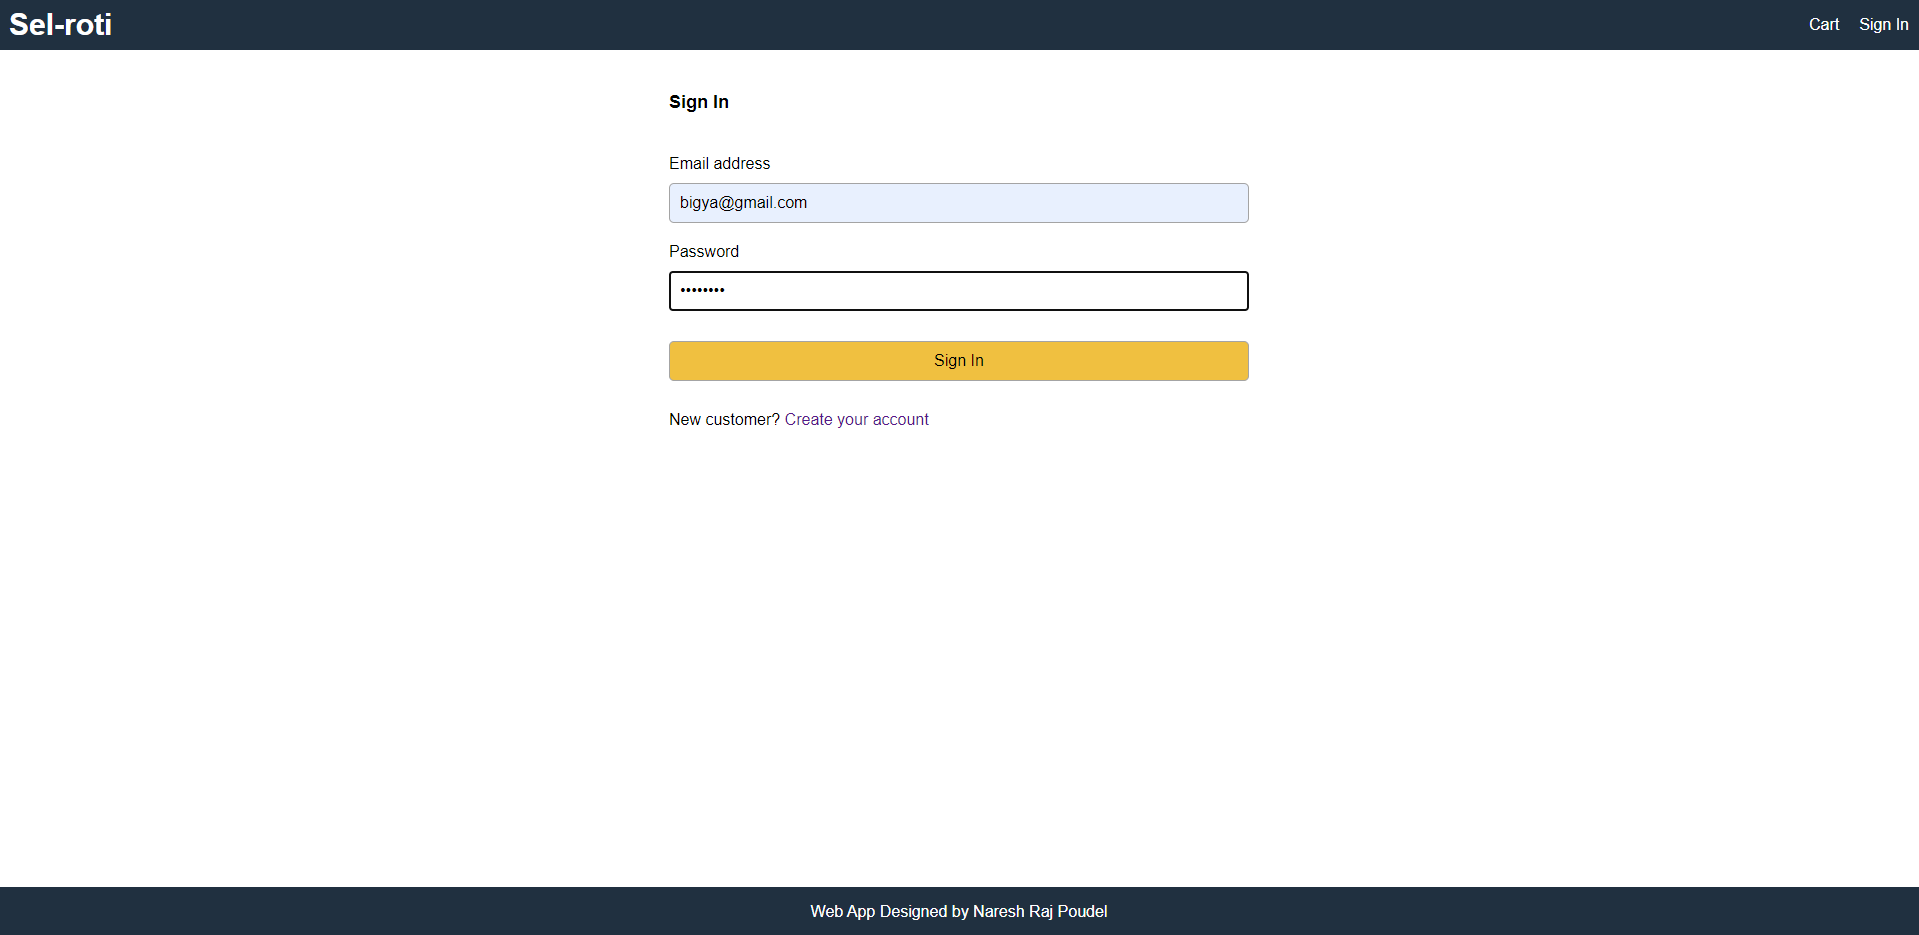 Sel-roti
Cart
Sign In
Sign In
Email address
bigya@gmail.com
Password
••••••••
Sign In
New customer? Create your account
Web App Designed by Naresh Raj Poudel